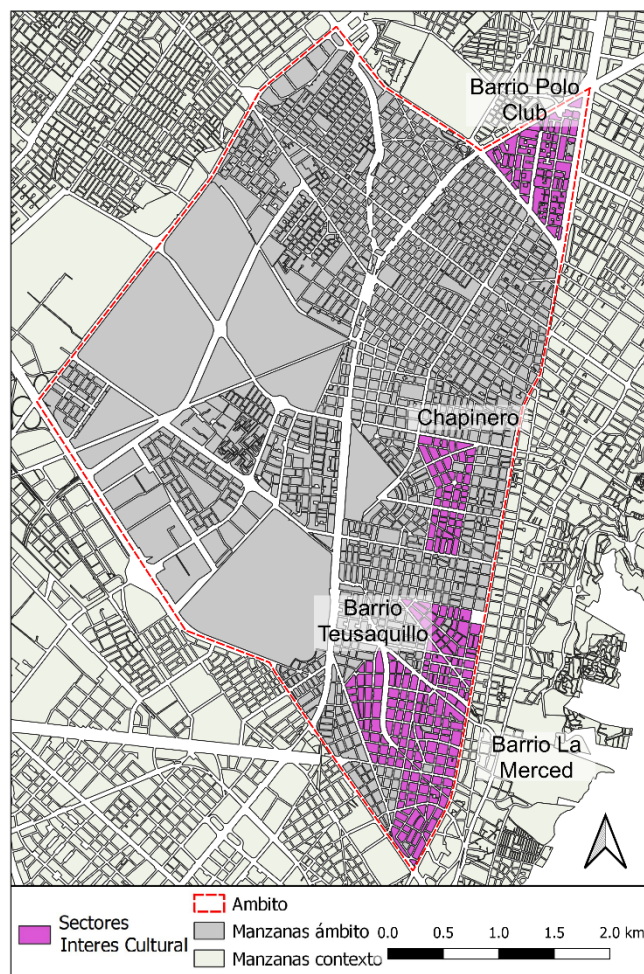 Barrio Polo
Club
Chapinero
Barrio
Teusaquillo
Barrio La
Merced
Sectores
Interes Cultural
Ambito
Manzanas ámbito
Manzanas contexto
0.0 0.5 1.0 1.5 2.0 km